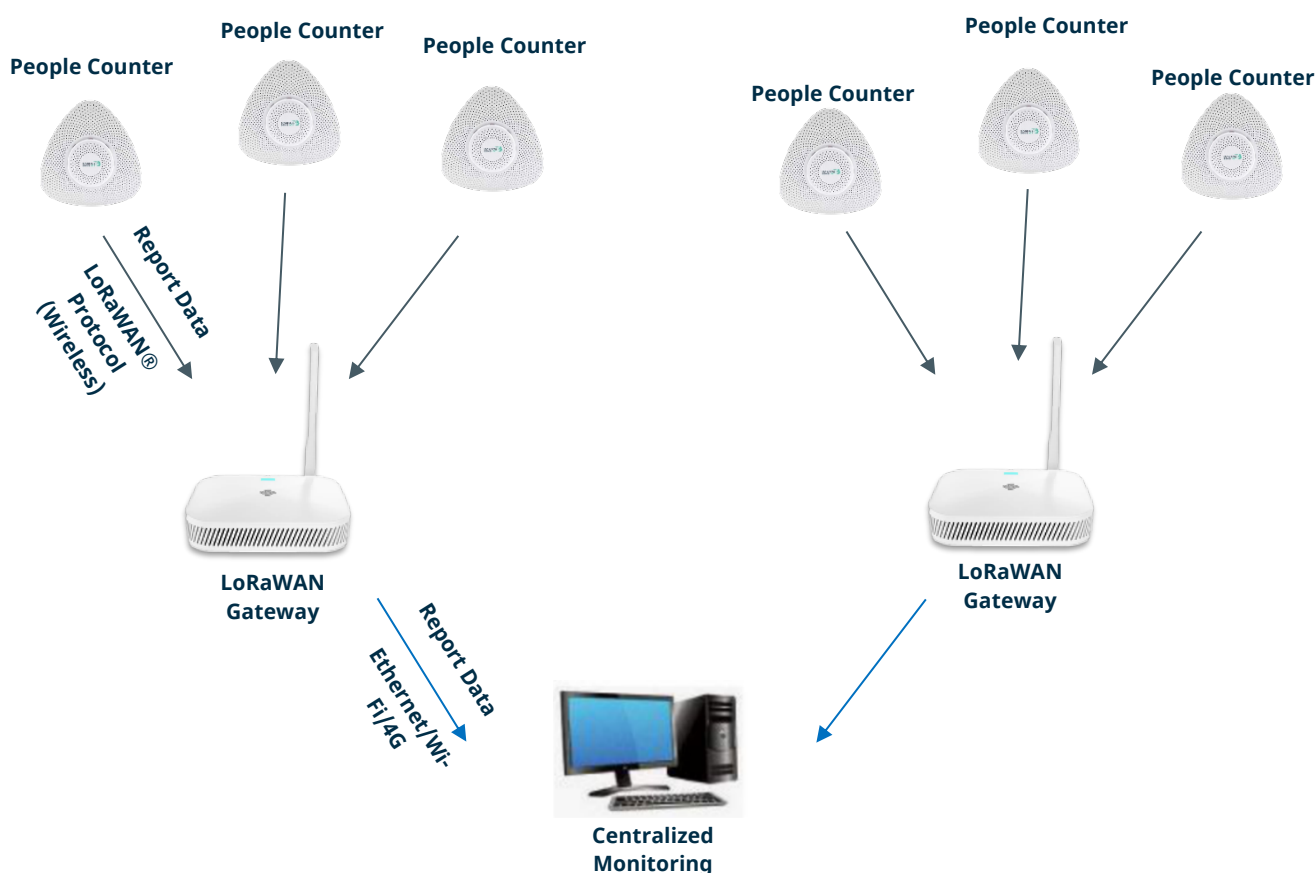 People Counter
People Counter
People Counter
People Counter
People Counter
People Counter
Report Data
LoRaWAN®
Protocol
(Wireless)
LoRaWAN
Gateway
LoRaWAN
Gateway
Report Data
Ethernet/Wi-
Fi/4G
Centralized
Monitoring